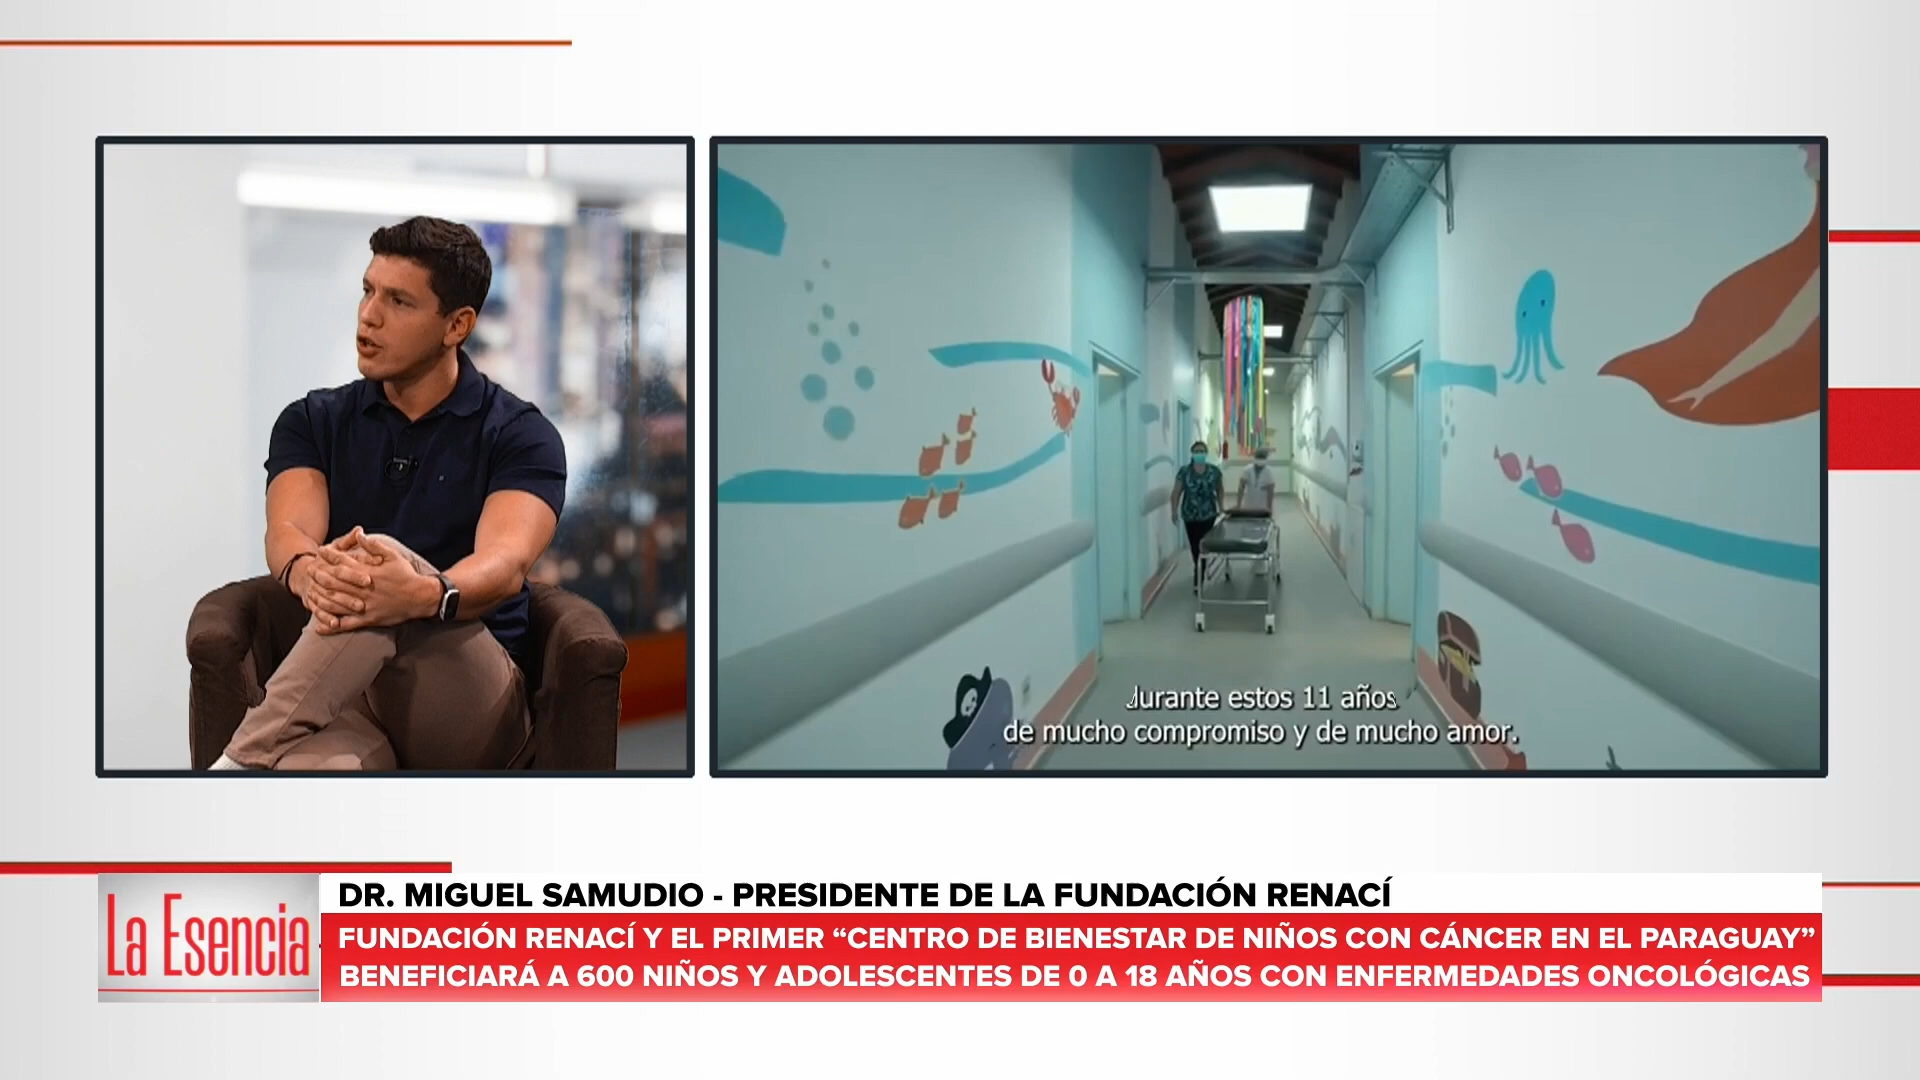 durante estos 11 años
de mucho compromiso y de mucho amor.
La Esencia
DR. MIGUEL SAMUDIO - PRESIDENTE DE LA FUNDACIÓN RENACÍ
FUNDACIÓN RENACÍ Y EL PRIMER “CENTRO DE BIENESTAR DE NIÑOS CON CÁNCER EN EL PARAGUAY”
BENEFICIARÁ A 600 NIÑOS Y ADOLESCENTES DE 0 A 18 AÑOS CON ENFERMEDADES ONCOLÓGICAS